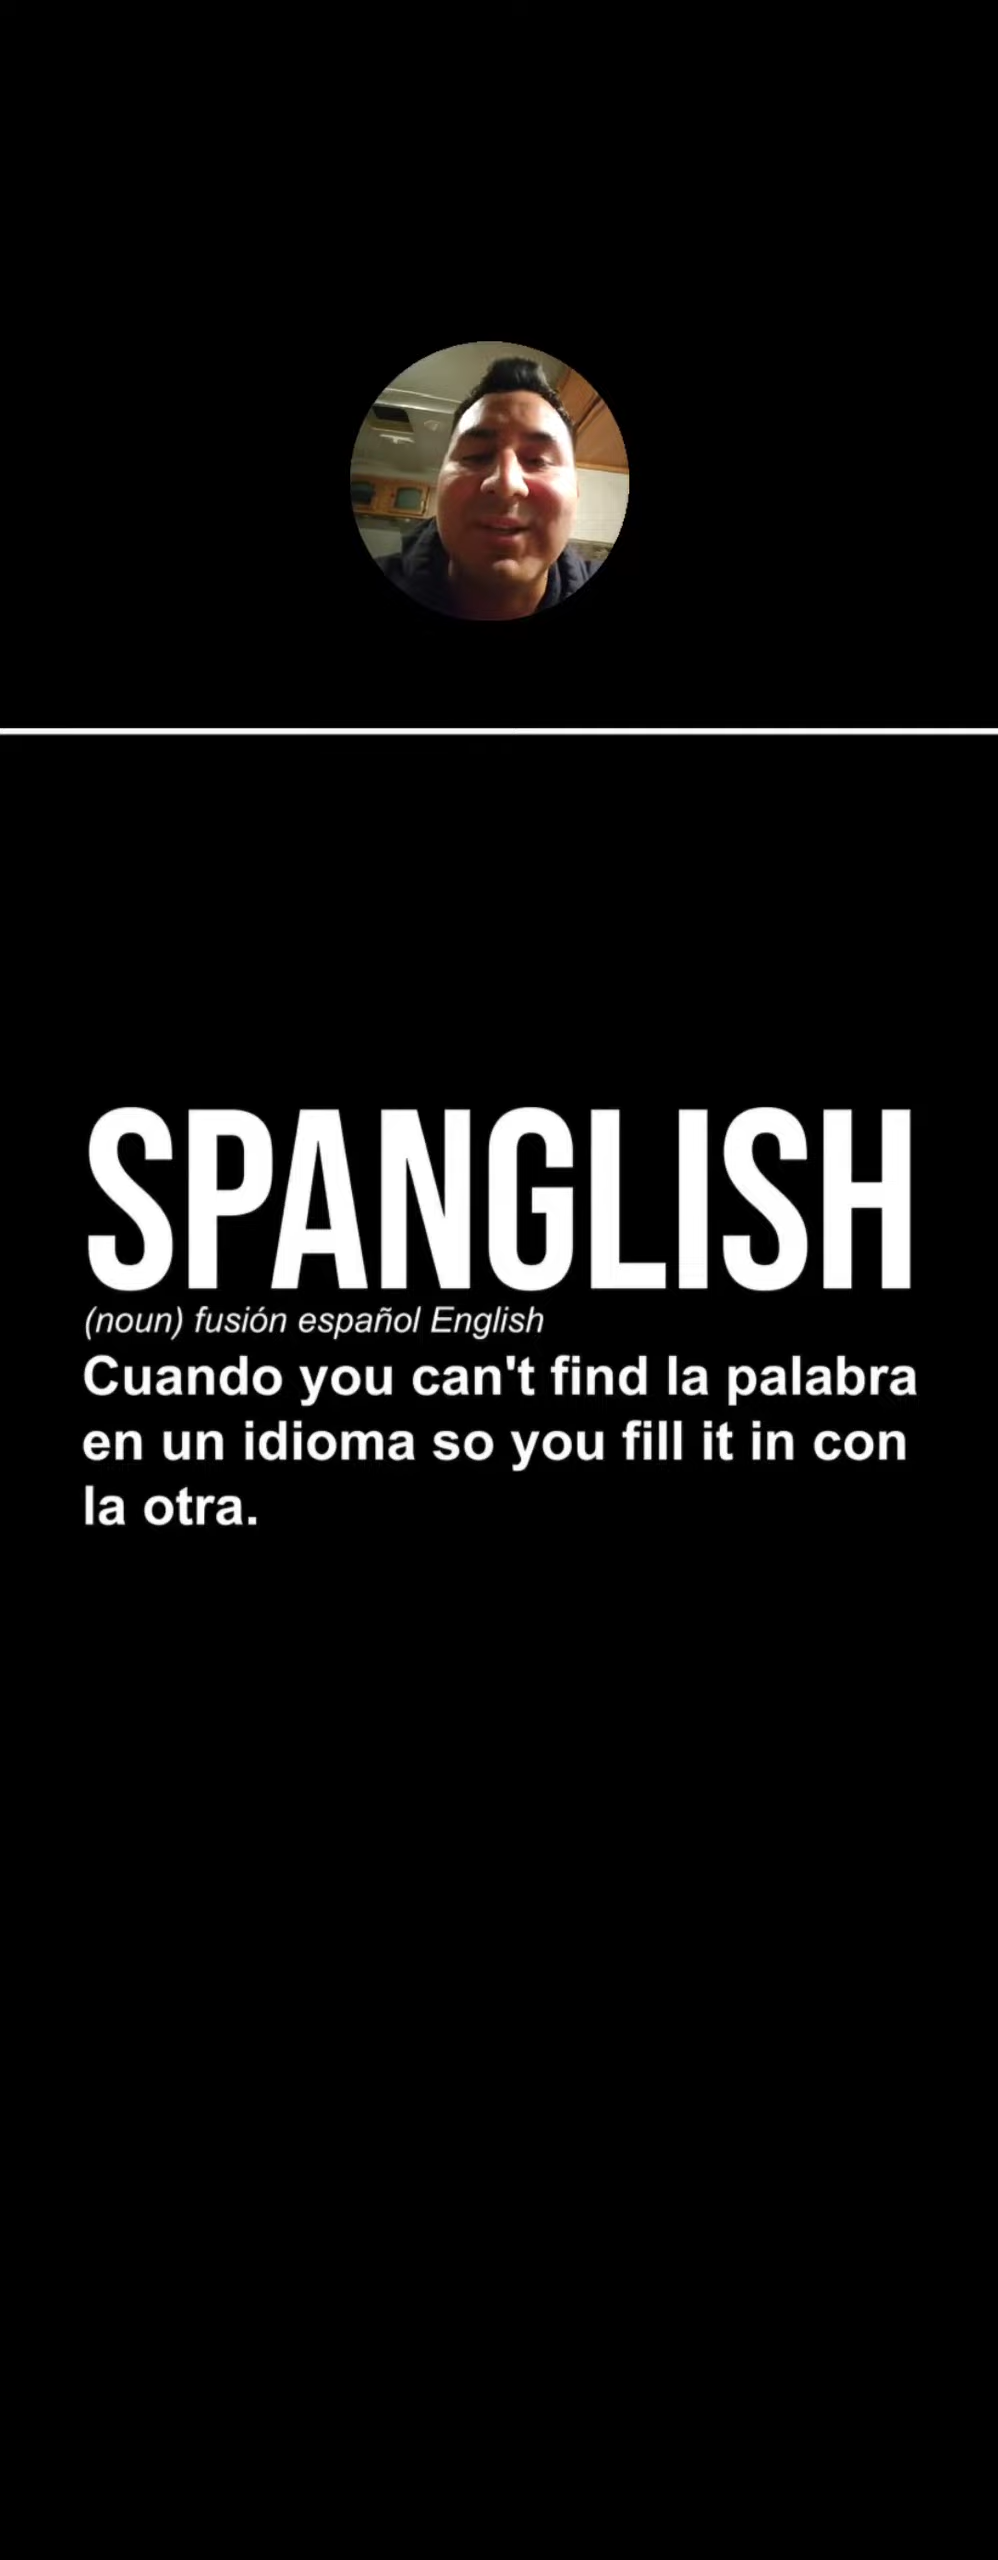 SPANGLISH
(noun) fusión español English
Cuando you can't find la palabra
en un idioma so you fill it in con
la otra.